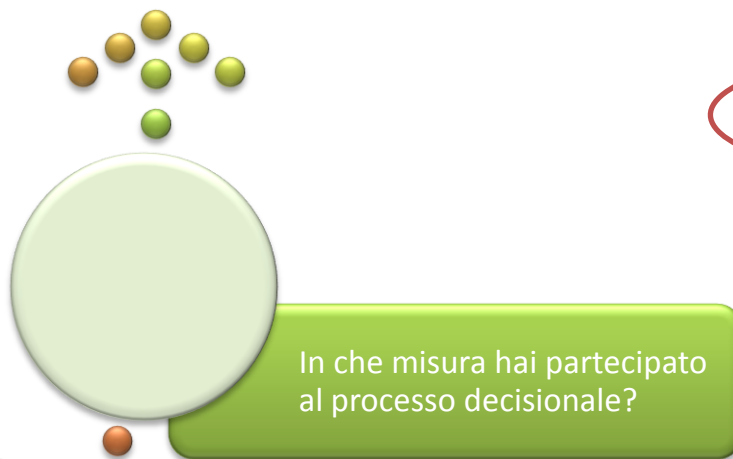 In che misura hai partecipato
al processo decisionale?